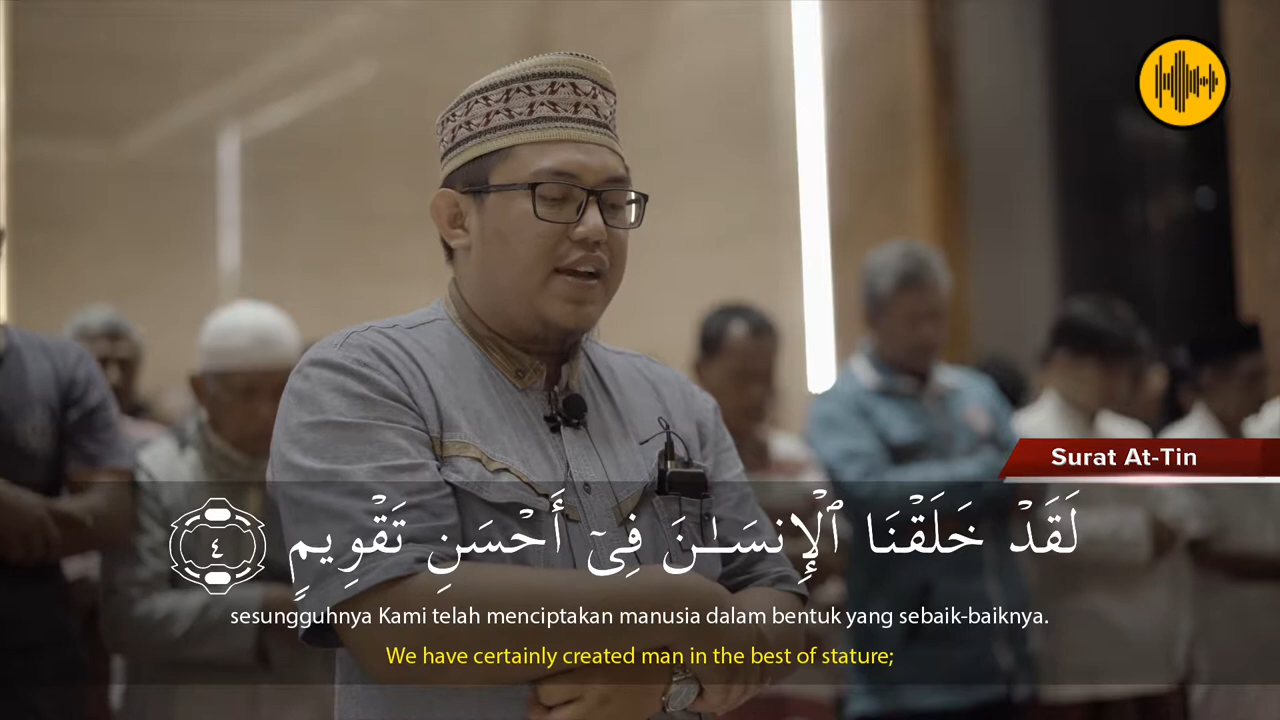 Surat At-Tin
لَقَدْ خَلَقْنَا ٱلْإِنسَـٰنَ فِىٓ أَحْسَنِ تَقْوِيمٍ ٤
sesungguhnya Kami telah menciptakan manusia dalam bentuk yang sebaik-baiknya.
We have certainly created man in the best of stature;